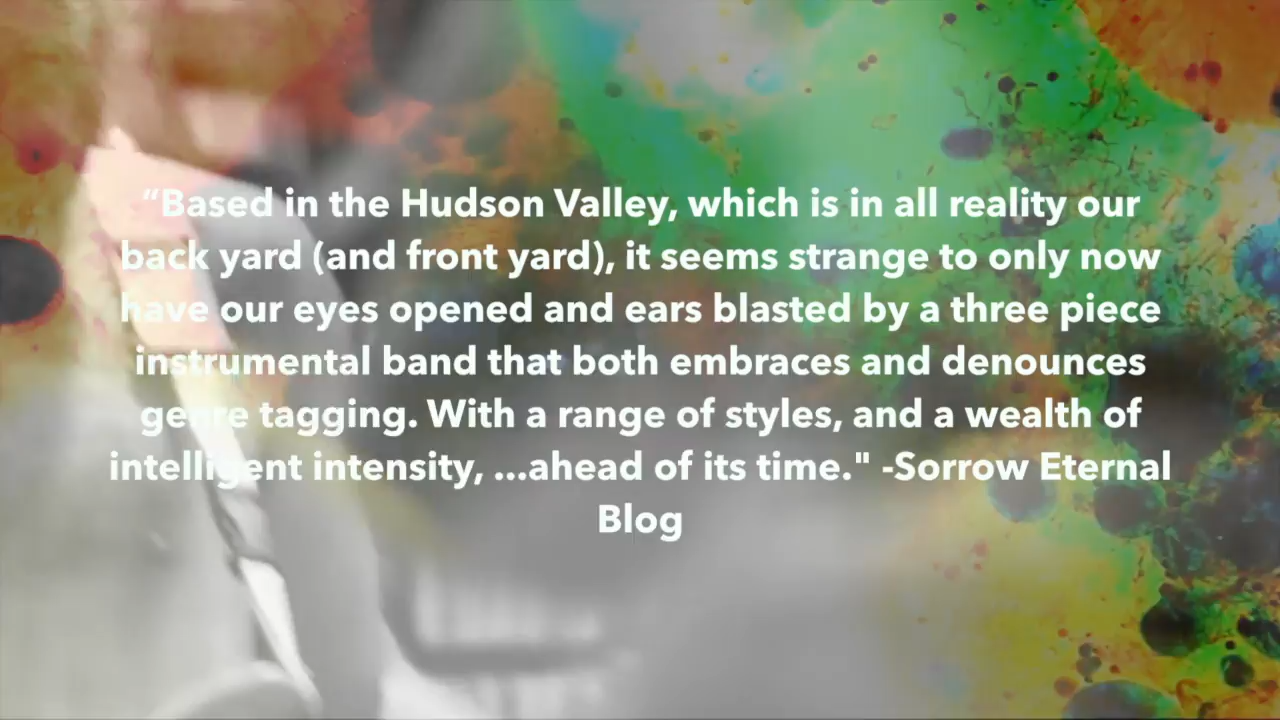 “Based in the Hudson Valley, which is in all reality our
back yard (and front yard), it seems strange to only now
have our eyes opened and ears blasted by a three piece
instrumental band that both embraces and denounces
genre tagging. With a range of styles, and a wealth of
intelligent intensity, ...ahead of its time." -Sorrow Eternal
Blog